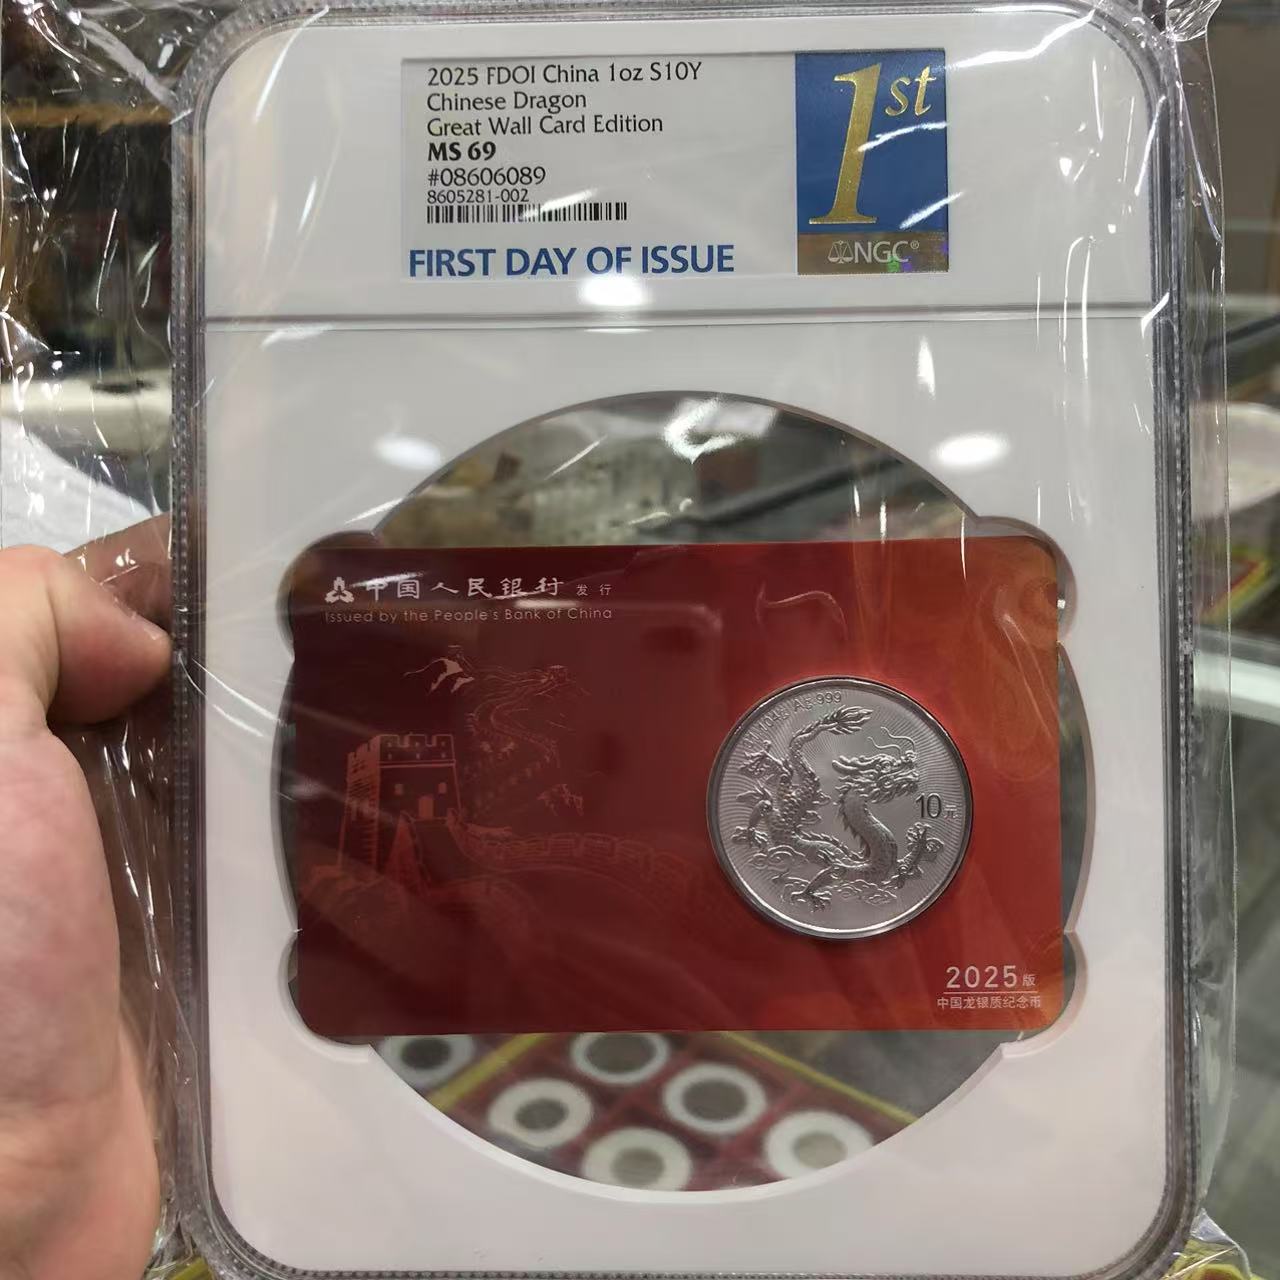 2025 FDOI China 1oz S10Y
Chinese Dragon
Great Wall Card Edition
MS 69
#08606089
8605281-002
FIRST DAY OF ISSUE
1st
NGC®
中国人民银行 发行
Issued by the People's Bank of China
Ag 999
10元
2025版
中国龙银质纪念币